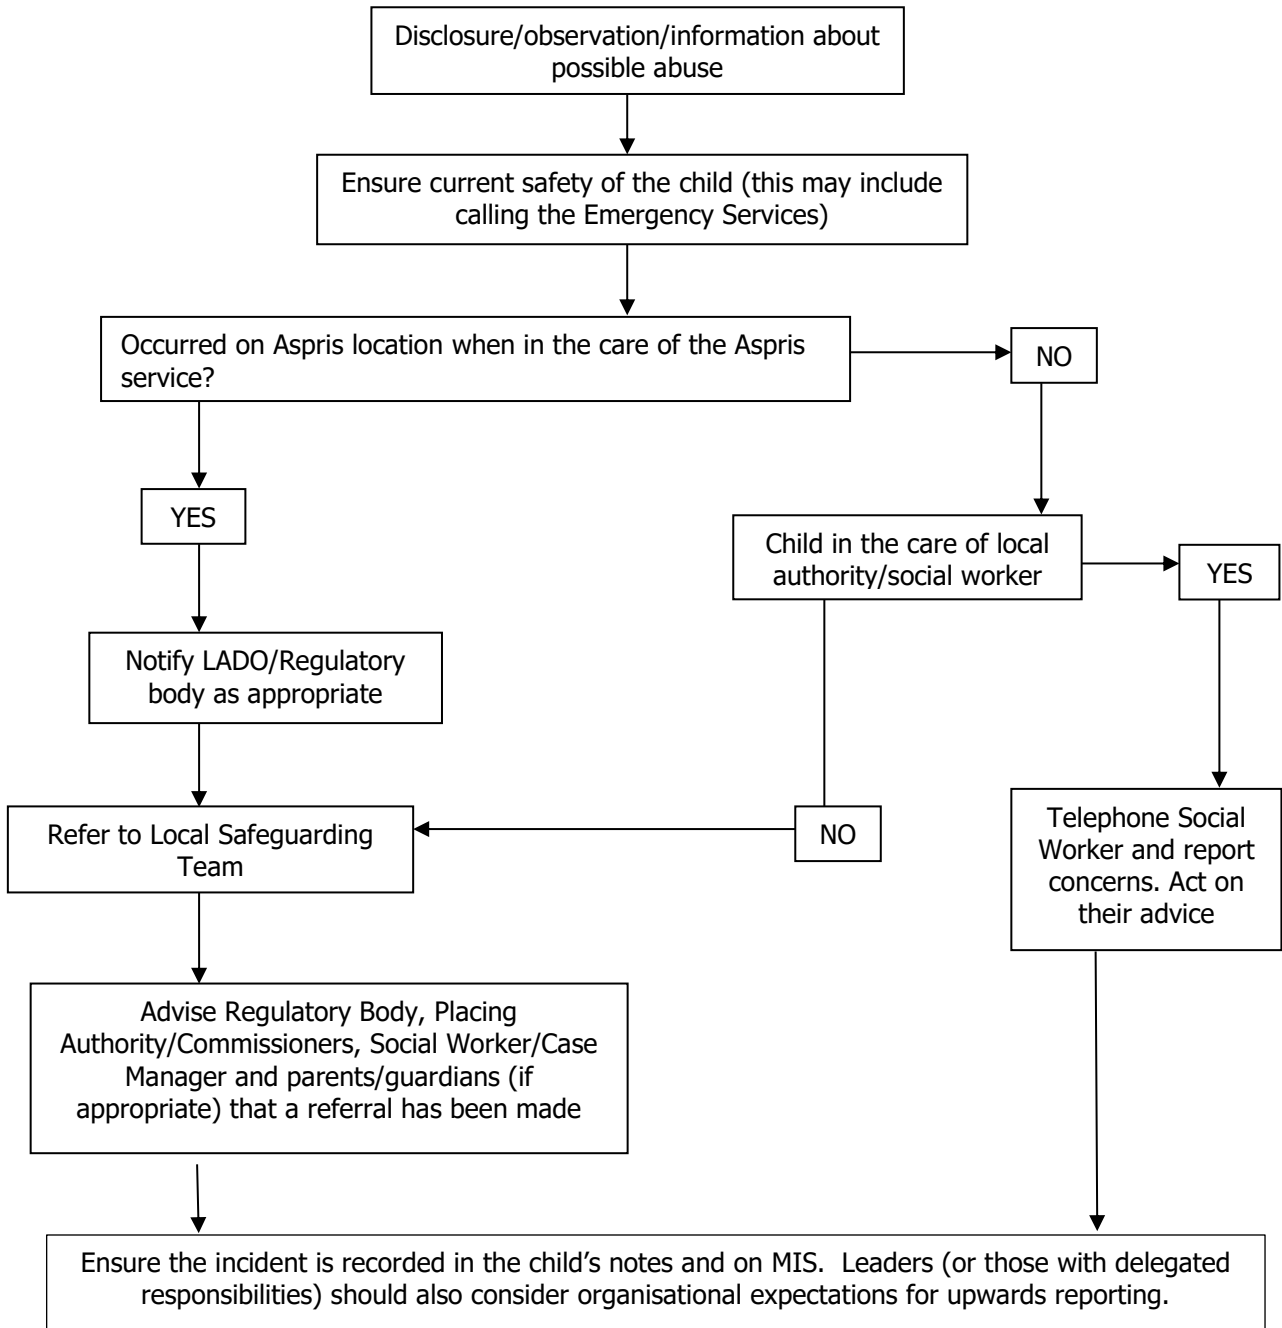 Disclosure/observation/information about
possible abuse
Ensure current safety of the child (this may include
calling the Emergency Services)
Occurred on Aspris location when in the care of the Aspris
service?
NO
YES
Child in the care of local
authority/social worker
YES
Notify LADO/Regulatory
body as appropriate
Refer to Local Safeguarding
Team
NO
Telephone Social
Worker and report
concerns. Act on
their advice
Advise Regulatory Body, Placing
Authority/Commissioners, Social Worker/Case
Manager and parents/guardians (if
appropriate) that a referral has been made
Ensure the incident is recorded in the child’s notes and on MIS.  Leaders (or those with delegated
responsibilities) should also consider organisational expectations for upwards reporting.